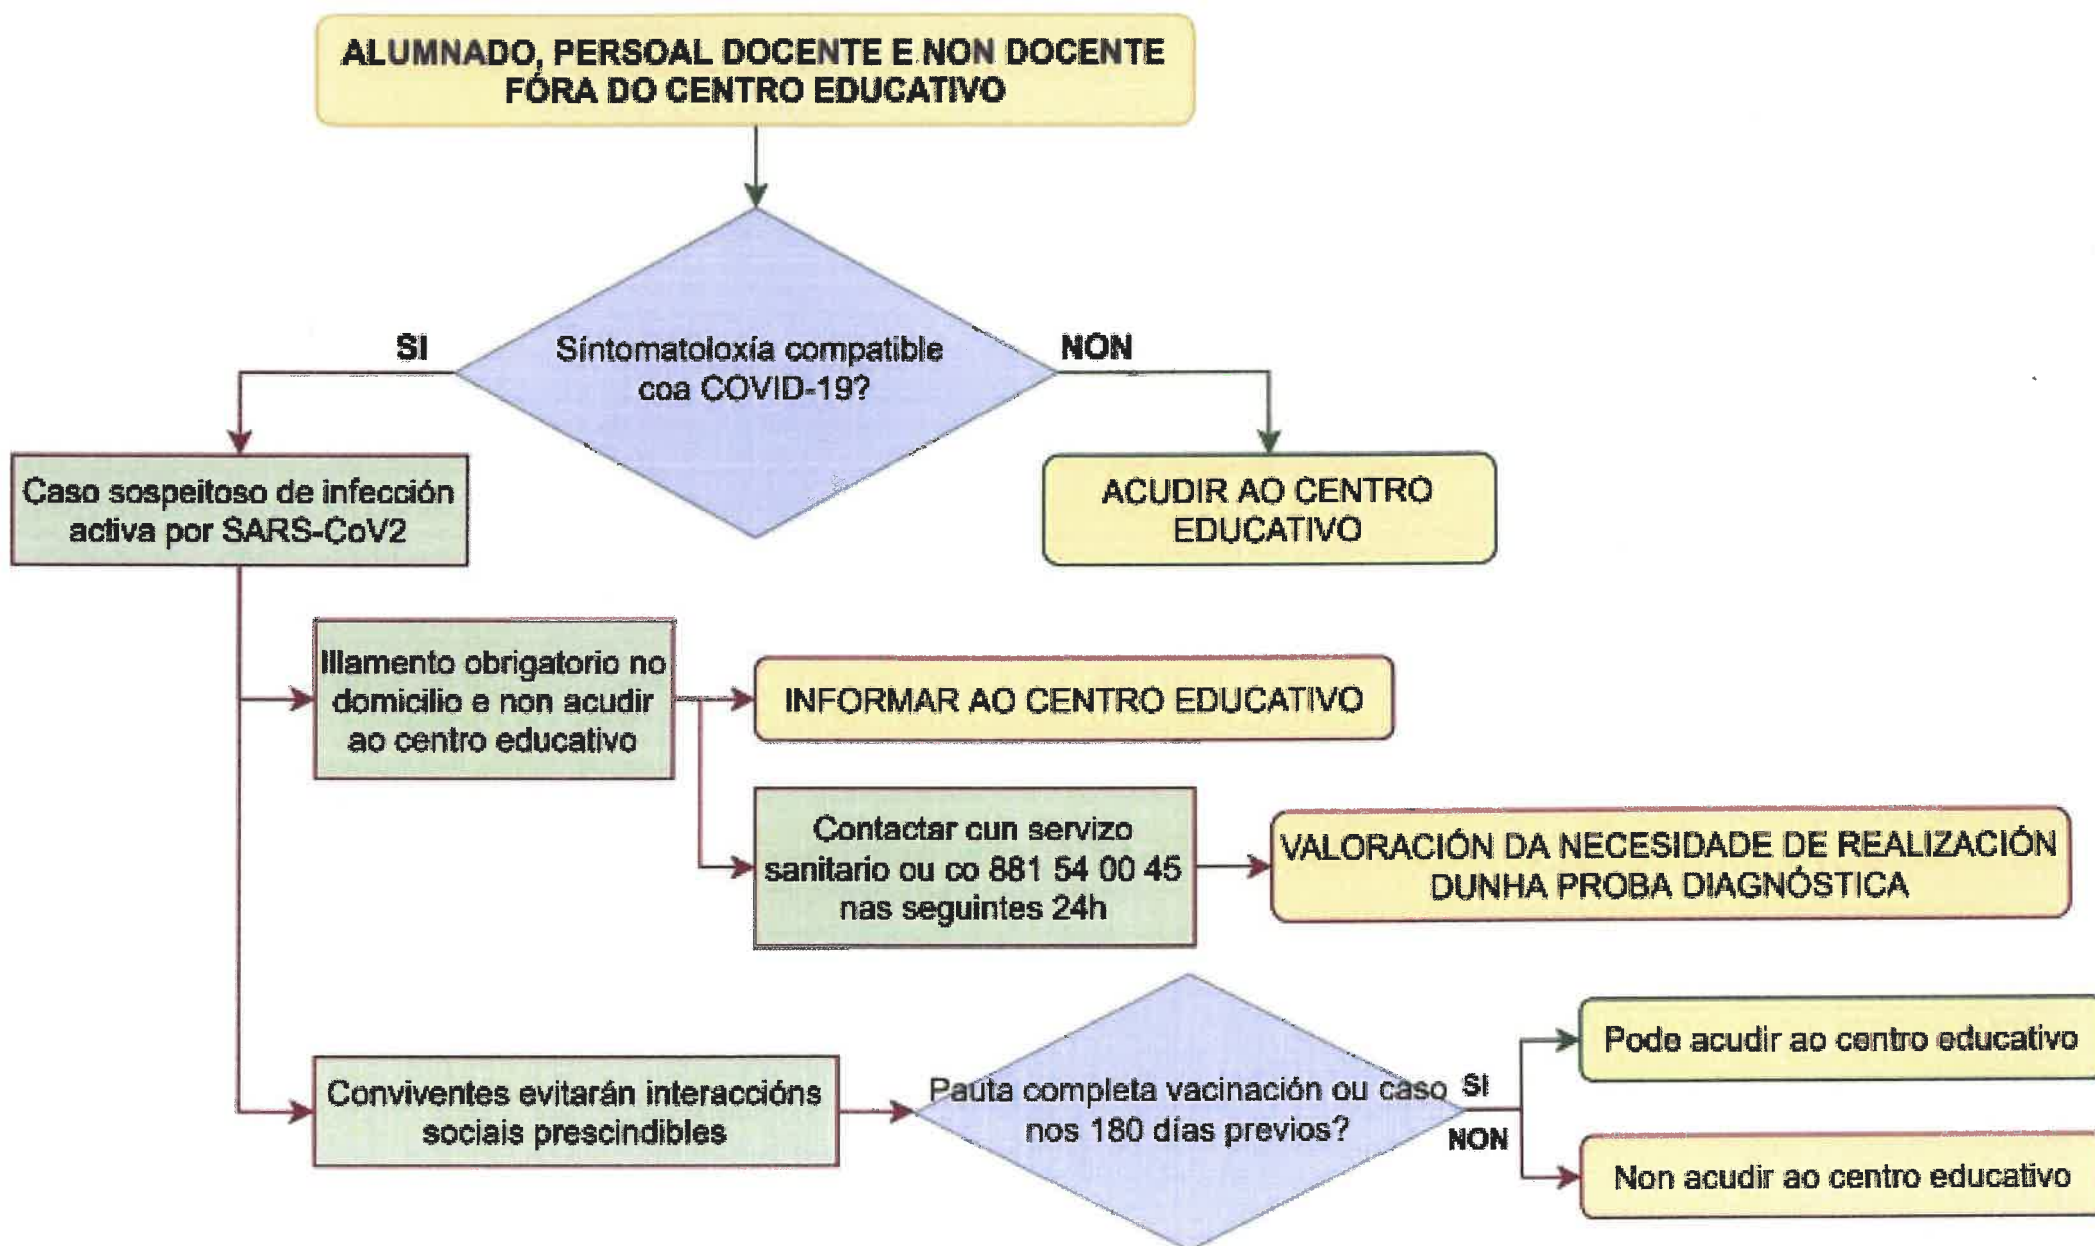 ALUMNADO, PERSOAL DOCENTE E NON DOCENTE
FÓRA DO CENTRO EDUCATIVO
SI
Síntomatoloxía compatible
coa COVID-19?
NON
Caso sospeitoso de infección
activa por SARS-CoV2
ACUDIR AO CENTRO
EDUCATIVO
Illamento obrigatorio no
domicilio e non acudir
ao centro educativo
INFORMAR AO CENTRO EDUCATIVO
Contactar cun servizo
sanitario ou co 881 54 00 45
nas seguintes 24h
VALORACIÓN DA NECESIDADE DE REALIZACIÓN
DUNHA PROBA DIAGNÓSTICA
Conviventes evitarán interaccións
sociais prescindibles
Pauta completa vacinación ou caso
nos 180 días previos?
SI
NON
Pode acudir ao centro educativo
Non acudir ao centro educativo